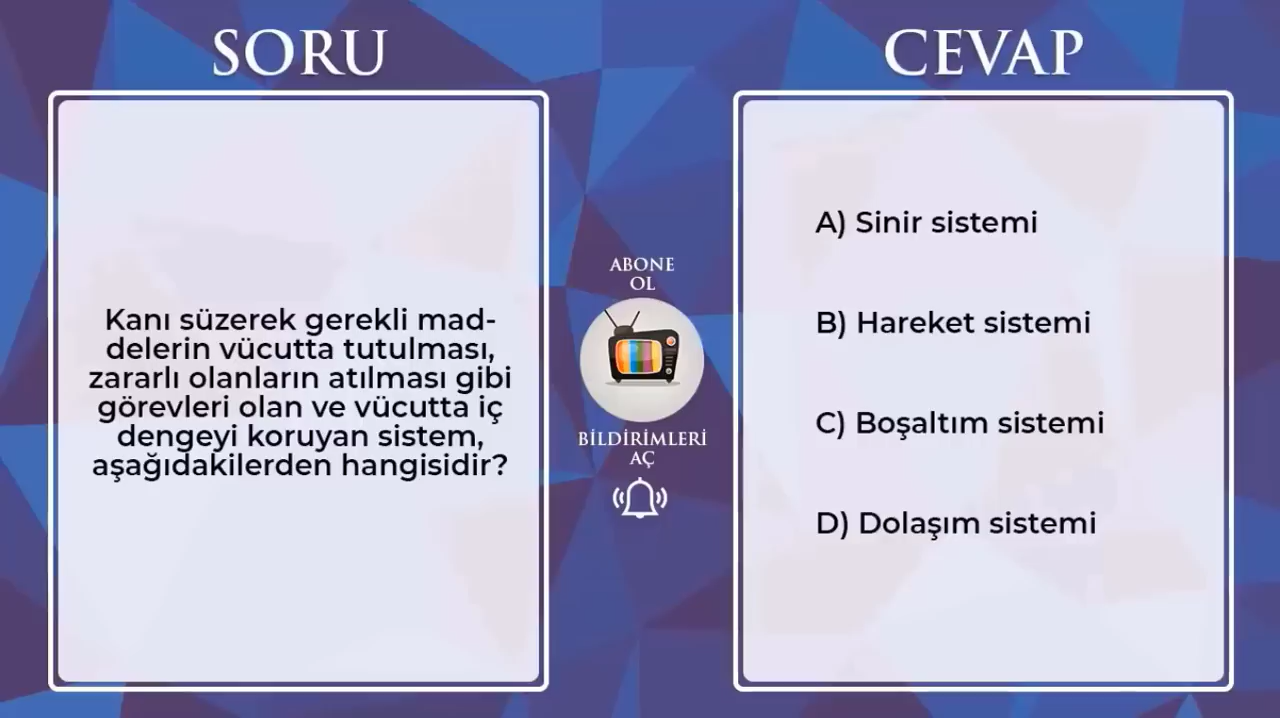 SORU
Kanı süzerek gerekli mad-
delerin vücutta tutulması,
zararlı olanların atılması gibi
görevleri olan ve vücutta iç
dengeyi koruyan sistem,
aşağıdakilerden hangisidir?
ABONE
OL
BİLDİRİMLERİ
AÇ
CEVAP
A) Sinir sistemi
B) Hareket sistemi
C) Boşaltım sistemi
D) Dolaşım sistemi